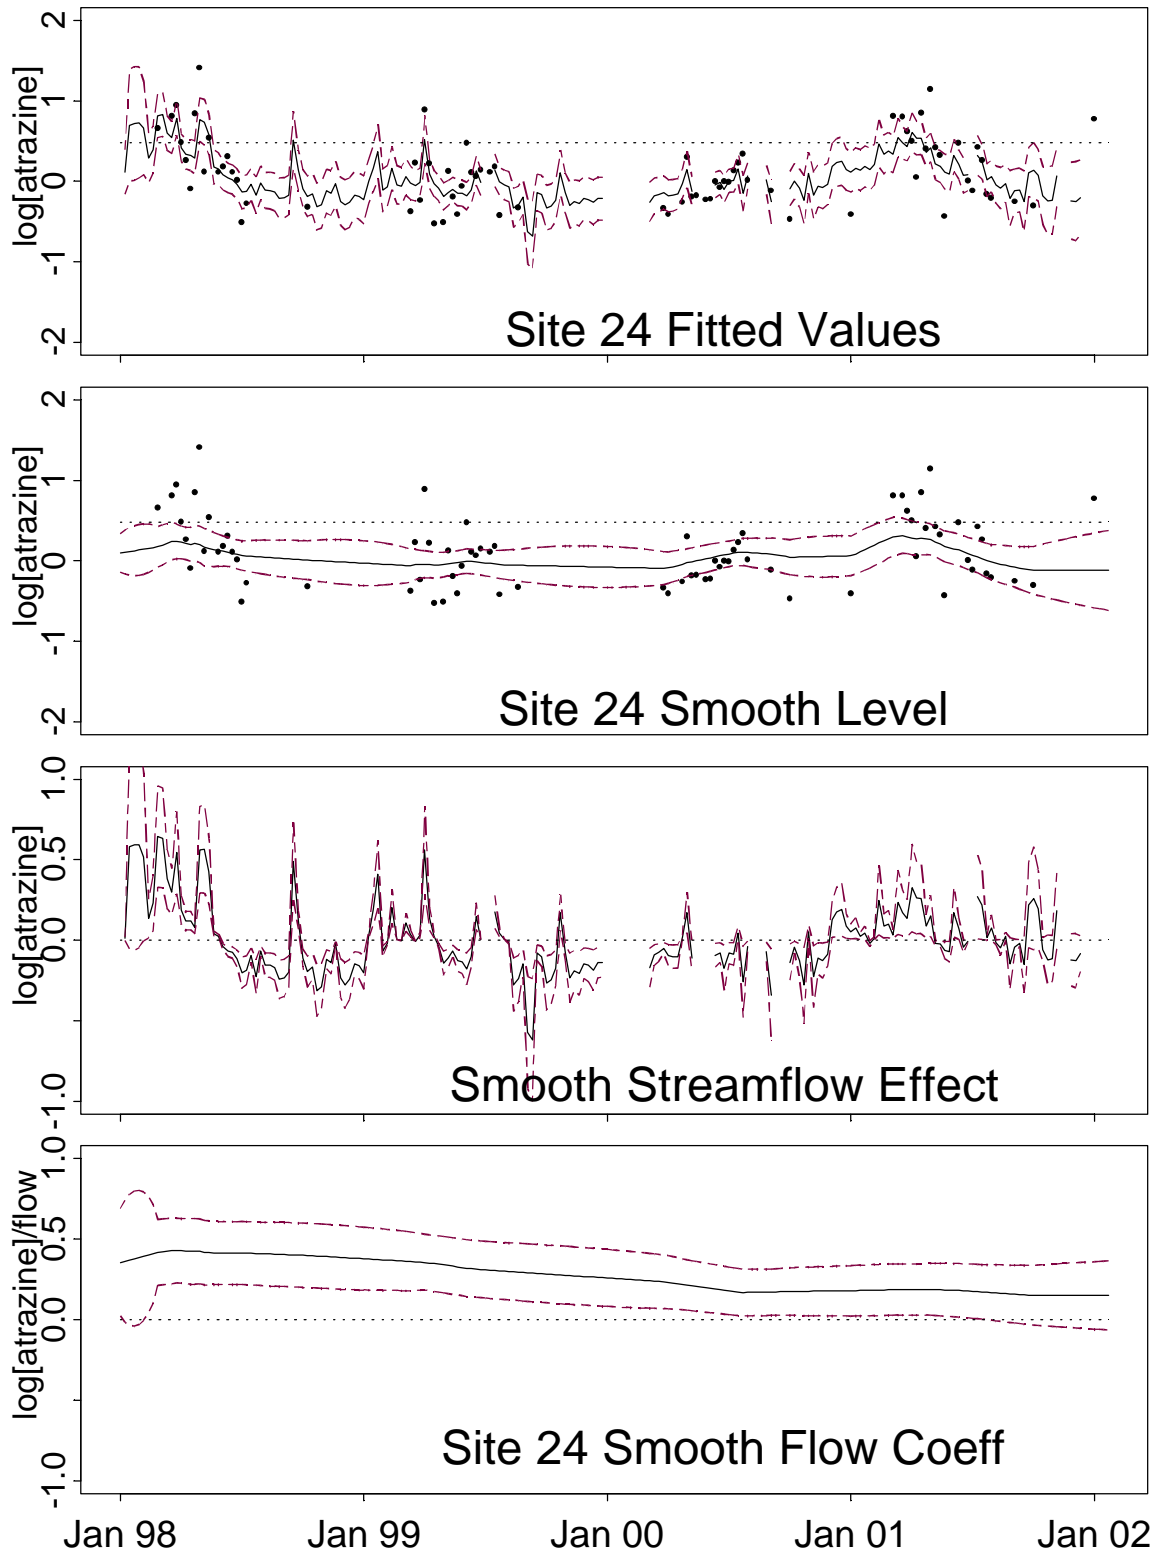 2
1
0
-1
-2
log[atrazine]
Site 24 Fitted Values
2
1
0
-1
-2
log[atrazine]
Site 24 Smooth Level
1.0
0.5
0.0
-1.0
log[atrazine]
Smooth Streamflow Effect
1.0
0.5
0.0
-1.0
log[atrazine]/flow
Site 24 Smooth Flow Coeff
Jan 98 Jan 99 Jan 00 Jan 01 Jan 02